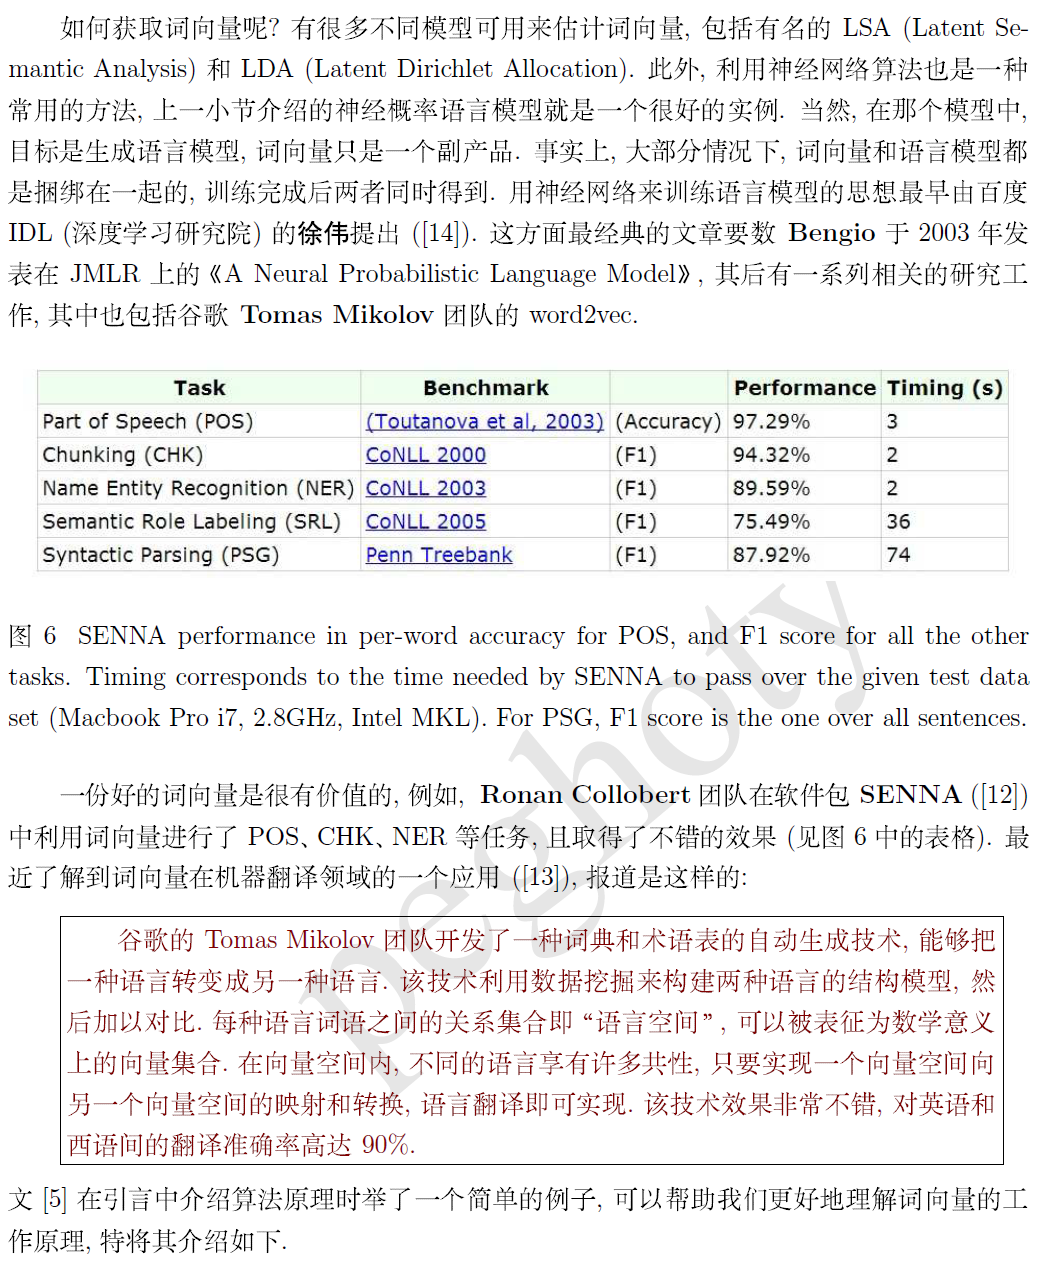 如何获取词向量呢? 有很多不同模型可用来估计词向量, 包括有名的 LSA (Latent Se-
mantic Analysis) 和 LDA (Latent Dirichlet Allocation). 此外, 利用神经网络算法也是一种
常用的方法, 上一小节介绍的神经概率语言模型就是一个很好的实例. 当然, 在那个模型中,
目标是生成语言模型, 词向量只是一个副产品. 事实上, 大部分情况下, 词向量和语言模型都
是捆绑在一起的, 训练完成后两者同时得到. 用神经网络来训练语言模型的思想最早由百度
IDL (深度学习研究院) 的徐伟提出 ([14]). 这方面最经典的文章要数 Bengio 于 2003 年发
表在 JMLR 上的《A Neural Probabilistic Language Model》, 其后有一系列相关的研究工
作, 其中也包括谷歌 Tomas Mikolov 团队的 word2vec.
Task Benchmark Performance Timing (s)
Part of Speech (POS) (Toutanova et al, 2003) (Accuracy) 97.29% 3
Chunking (CHK) CoNLL 2000 (F1) 94.32% 2
Name Entity Recognition (NER) CoNLL 2003 (F1) 89.59% 2
Semantic Role Labeling (SRL) CoNLL 2005 (F1) 75.49% 36
Syntactic Parsing (PSG) Penn Treebank (F1) 87.92% 74
图 6 SENNA performance in per-word accuracy for POS, and F1 score for all the other
tasks. Timing corresponds to the time needed by SENNA to pass over the given test data
set (Macbook Pro i7, 2.8GHz, Intel MKL). For PSG, F1 score is the one over all sentences.
一份好的词向量是很有价值的, 例如, Ronan Collobert 团队在软件包 SENNA ([12])
中利用词向量进行了 POS、CHK、NER 等任务, 且取得了不错的效果 (见图 6 中的表格). 最
近了解到词向量在机器翻译领域的一个应用 ([13]), 报道是这样的:
谷歌的 Tomas Mikolov 团队开发了一种词典和术语表的自动生成技术, 能够把
一种语言转变成另一种语言. 该技术利用数据挖掘来构建两种语言的结构模型, 然
后加以对比. 每种语言词语之间的关系集合即“语言空间”, 可以被表征为数学意义
上的向量集合. 在向量空间内, 不同的语言享有许多共性, 只要实现一个向量空间向
另一个向量空间的映射和转换, 语言翻译即可实现. 该技术效果非常不错, 对英语和
西语间的翻译准确率高达 90%.
文 [5] 在引言中介绍算法原理时举了一个简单的例子, 可以帮助我们更好地理解词向量的工
作原理, 特将其介绍如下.
peghoty